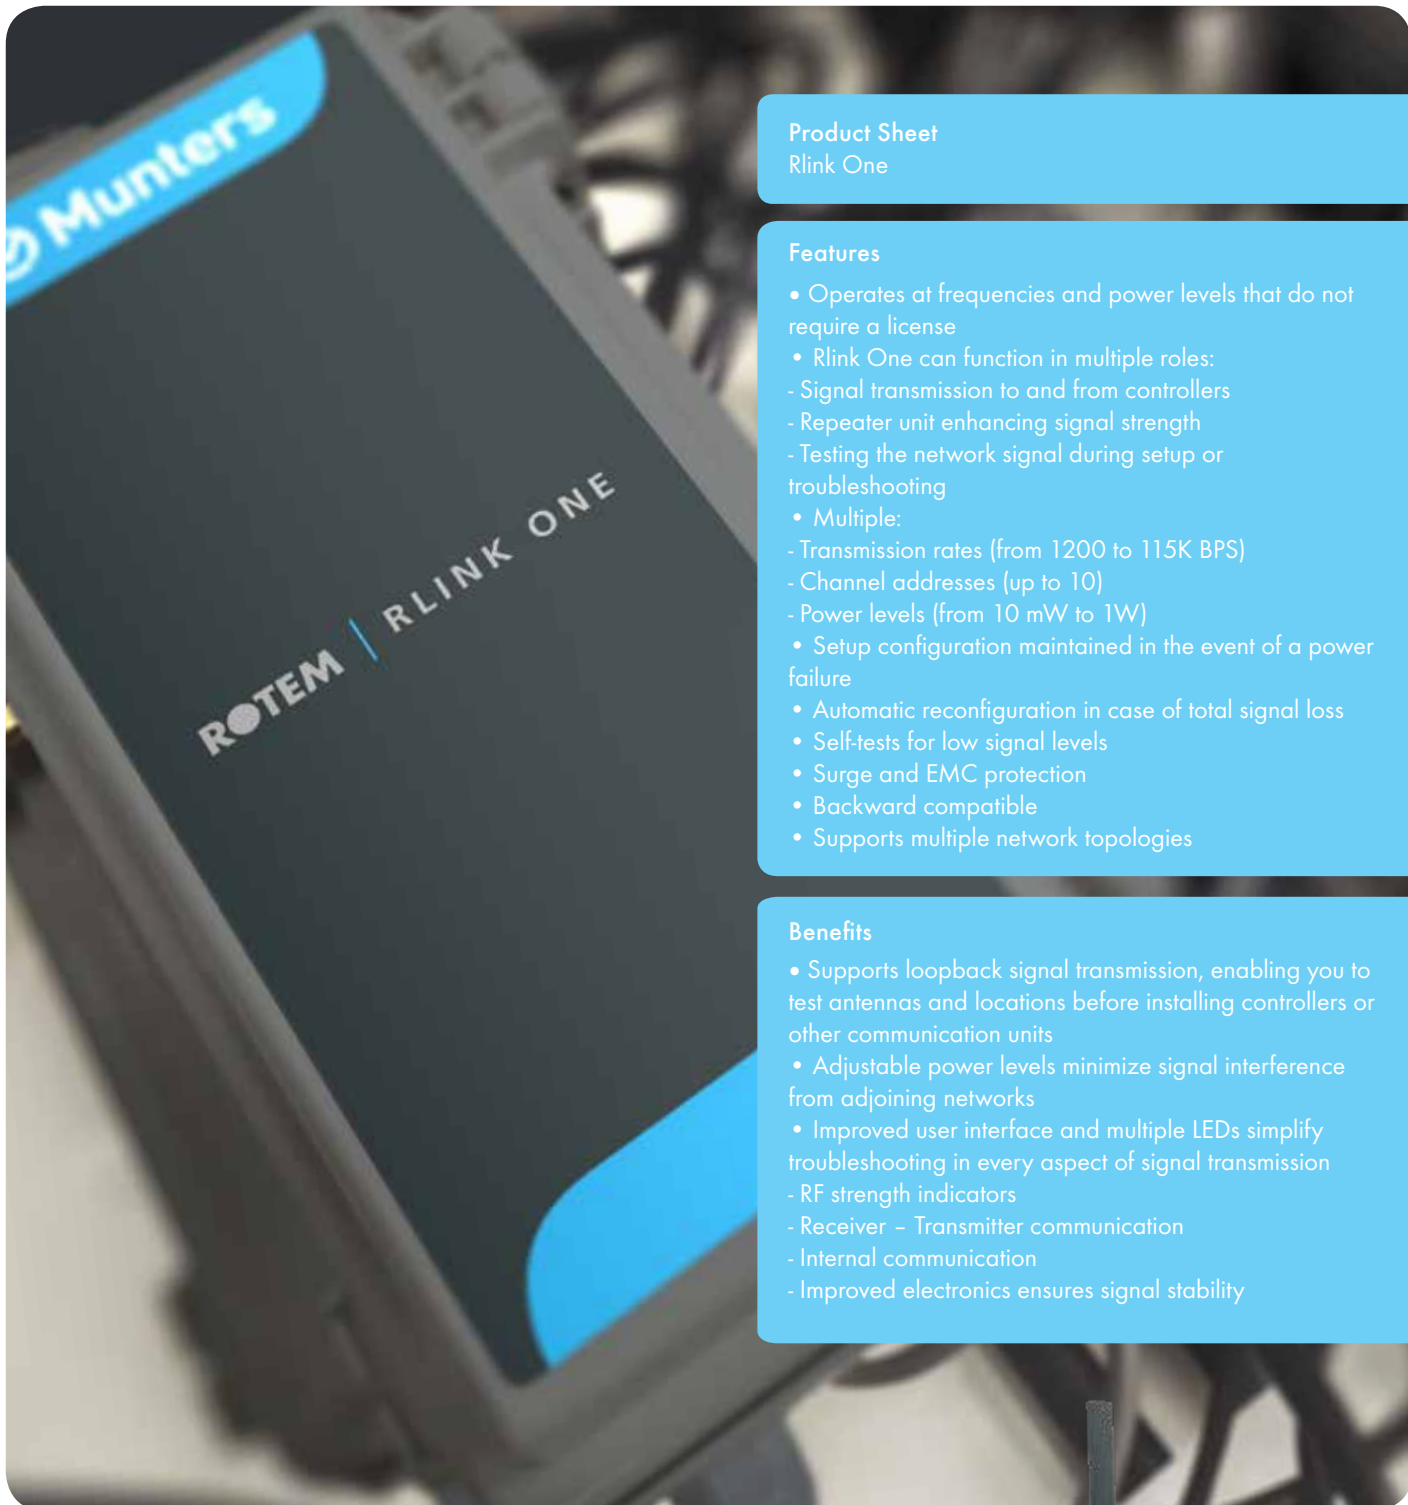 Munters
ROTEM | RLINK ONE
Product Sheet
Rlink One
Features
• Operates at frequencies and power levels that do not
require a license
• Rlink One can function in multiple roles:
- Signal transmission to and from controllers
- Repeater unit enhancing signal strength
- Testing the network signal during setup or
troubleshooting
• Multiple:
- Transmission rates (from 1200 to 115K BPS)
- Channel addresses (up to 10)
- Power levels (from 10 mW to 1W)
• Setup configuration maintained in the event of a power
failure
• Automatic reconfiguration in case of total signal loss
• Self-tests for low signal levels
• Surge and EMC protection
• Backward compatible
• Supports multiple network topologies
Benefits
• Supports loopback signal transmission, enabling you to
test antennas and locations before installing controllers or
other communication units
• Adjustable power levels minimize signal interference
from adjoining networks
• Improved user interface and multiple LEDs simplify
troubleshooting in every aspect of signal transmission
- RF strength indicators
- Receiver – Transmitter communication
- Internal communication
- Improved electronics ensures signal stability